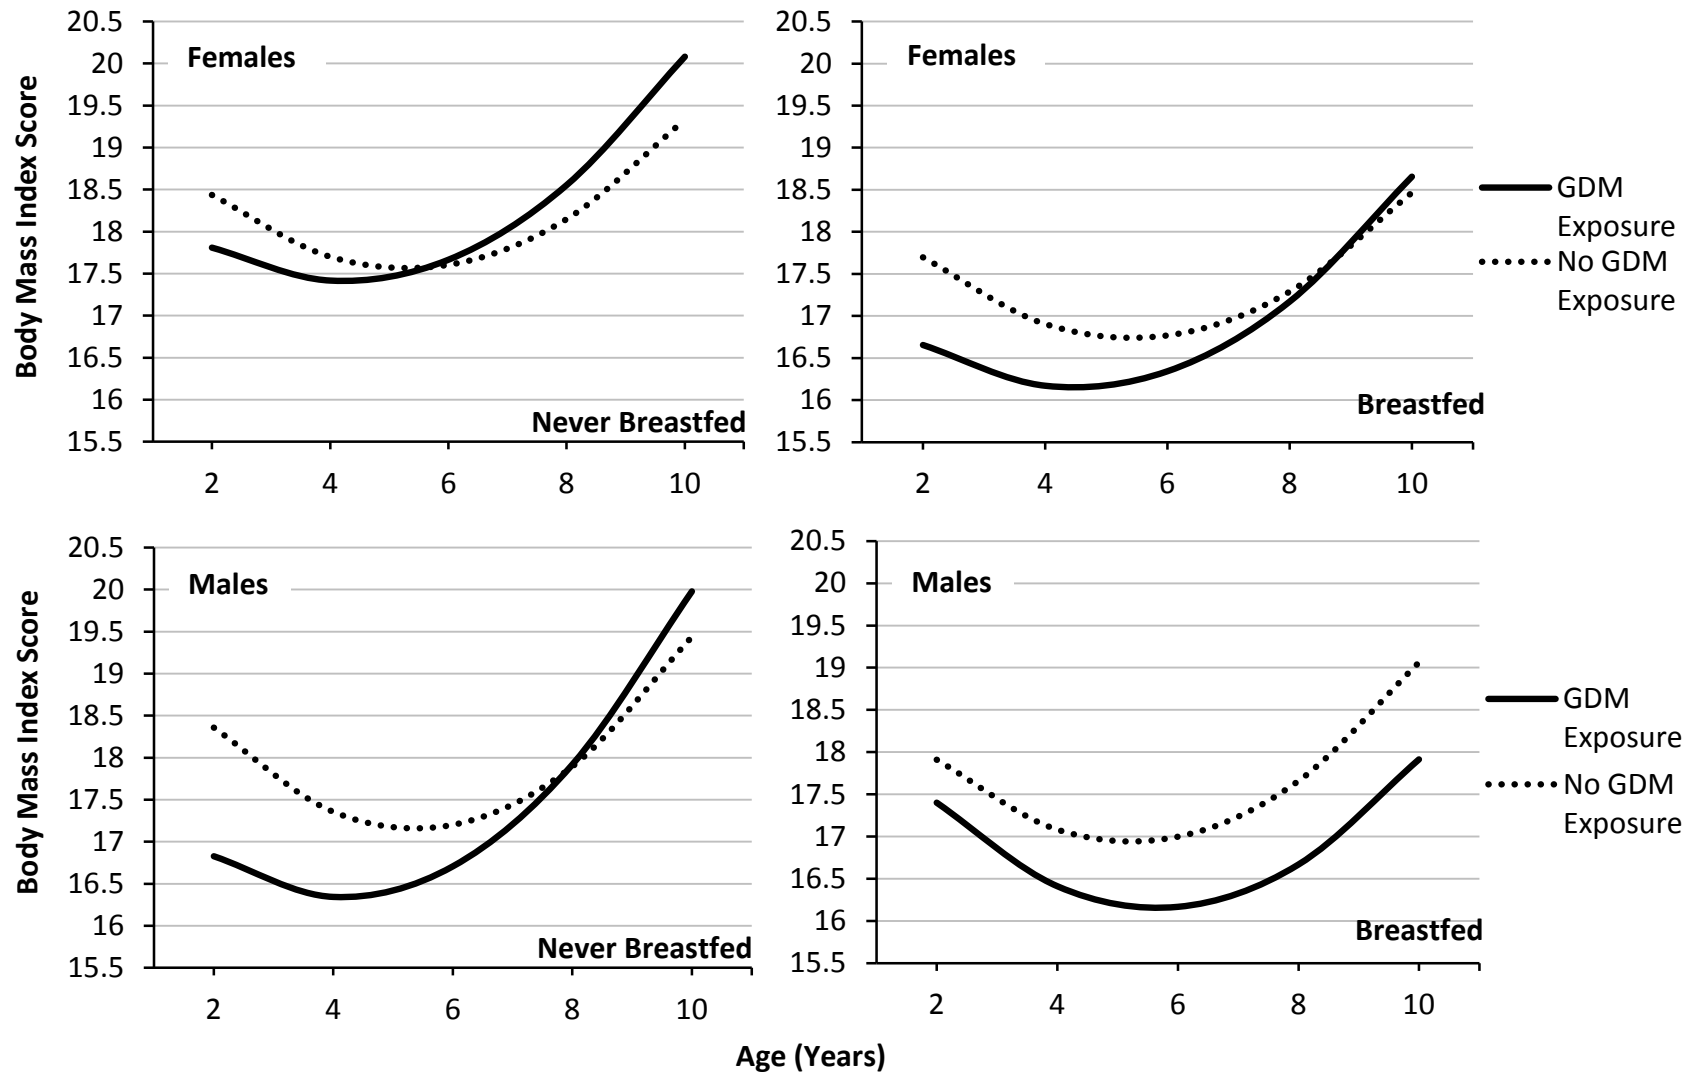 Body Mass Index Score
20.5
20
19.5
19
18.5
18
17.5
17
16.5
16
15.5
Females
Never Breastfed
2 4 6 8 10
20.5
20
19.5
19
18.5
18
17.5
17
16.5
16
15.5
Females
Breastfed
2 4 6 8 10
GDM
Exposure
No GDM
Exposure
Body Mass Index Score
20.5
20
19.5
19
18.5
18
17.5
17
16.5
16
15.5
Males
Never Breastfed
2 4 6 8 10
20.5
20
19.5
19
18.5
18
17.5
17
16.5
16
15.5
Males
Breastfed
2 4 6 8 10
GDM
Exposure
No GDM
Exposure
Age (Years)